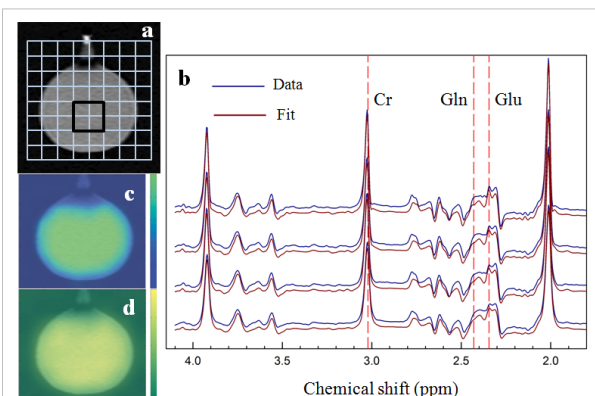 a
b
Data
Fit
Cr
Gln
Glu
c
d
4.0 3.5 3.0 2.5 2.0
Chemical shift (ppm)